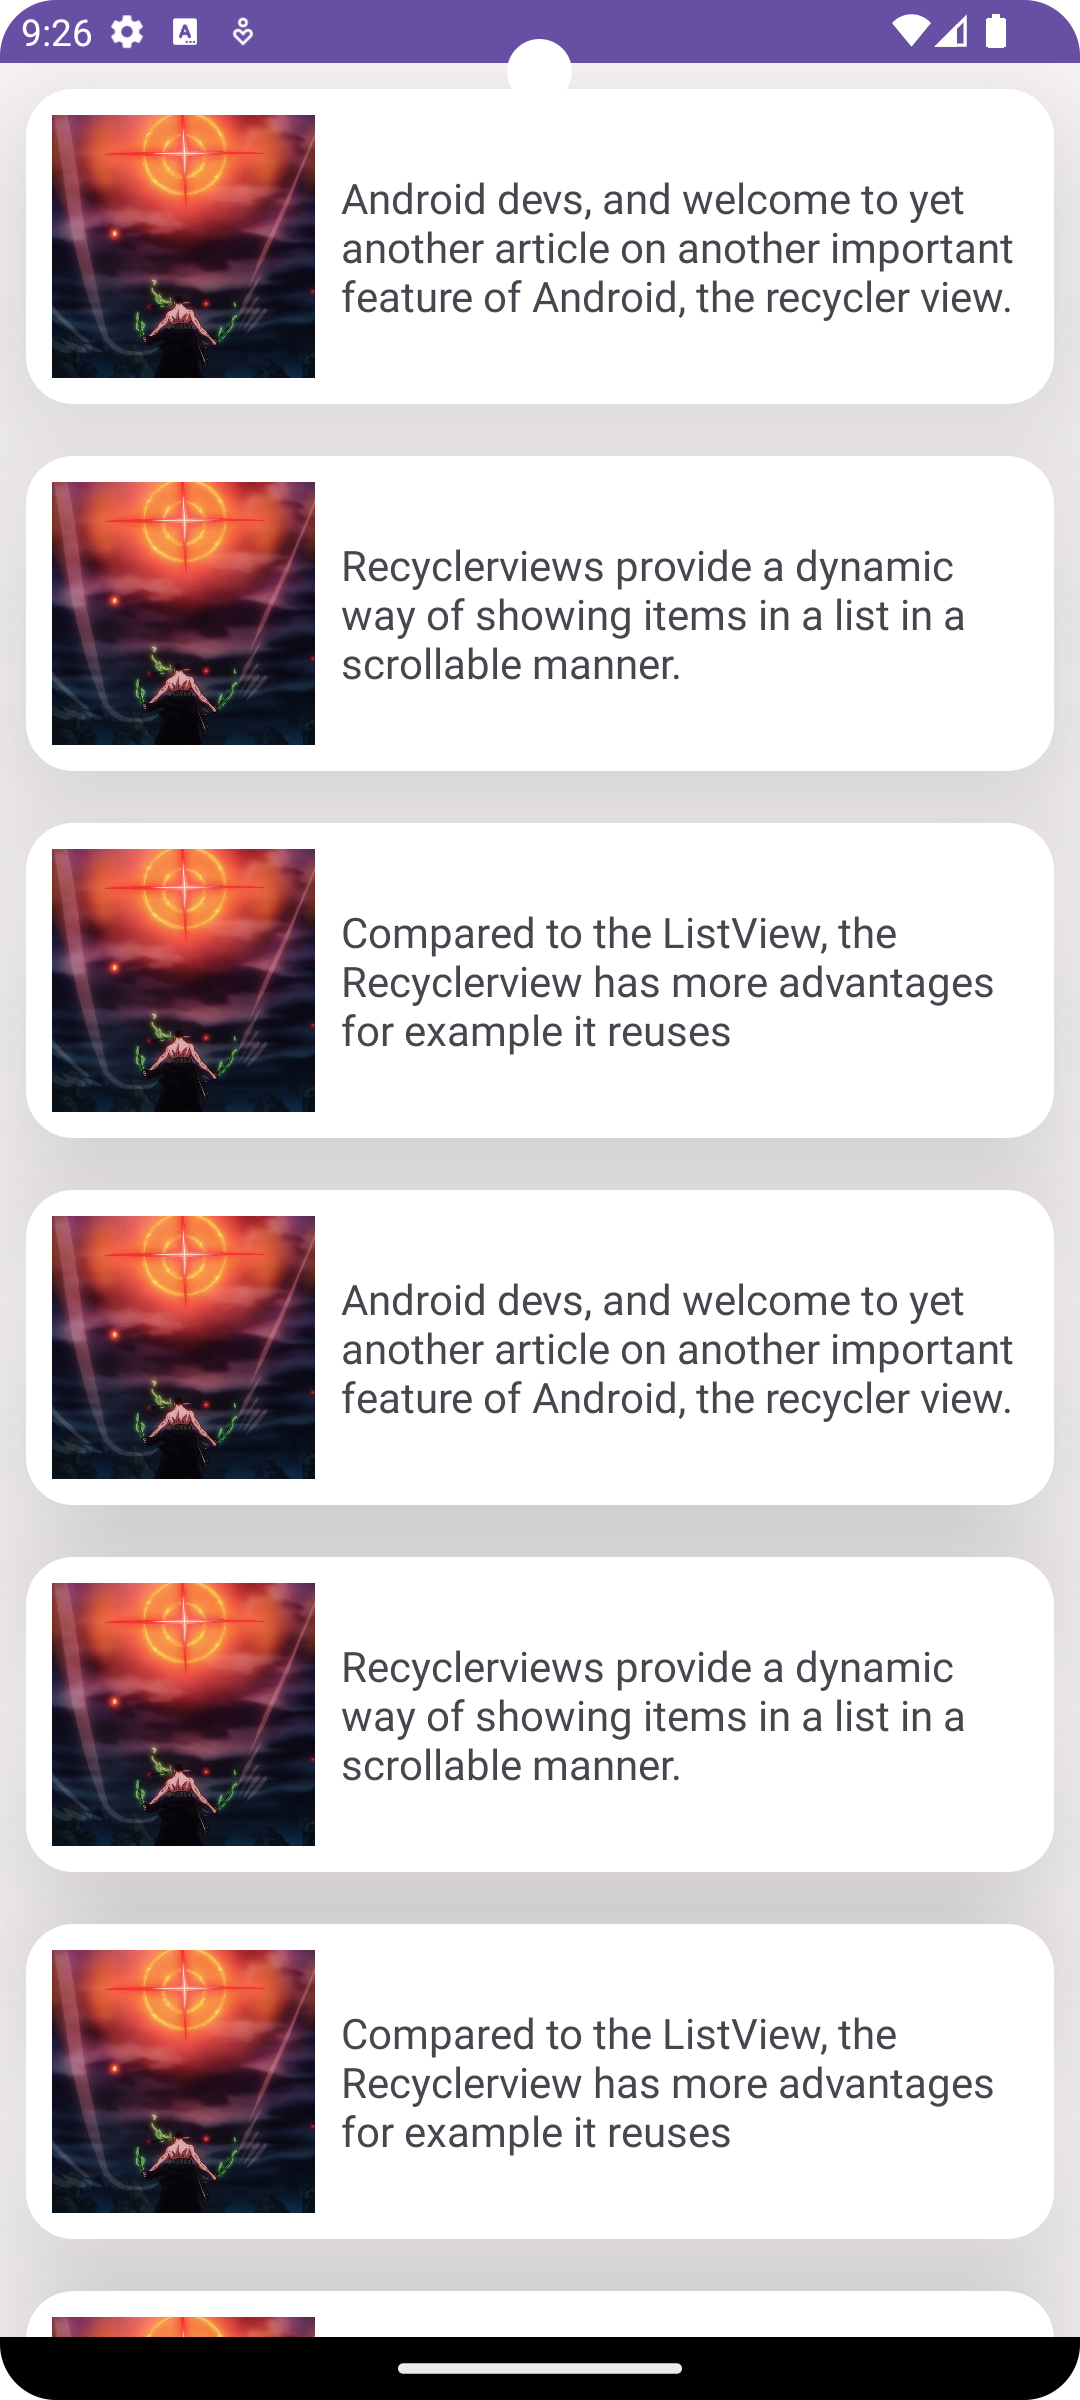 9:26
Android devs, and welcome to yet
another article on another important
feature of Android, the recycler view.
Recyclerviews provide a dynamic
way of showing items in a list in a
scrollable manner.
Compared to the ListView, the
Recyclerview has more advantages
for example it reuses
Android devs, and welcome to yet
another article on another important
feature of Android, the recycler view.
Recyclerviews provide a dynamic
way of showing items in a list in a
scrollable manner.
Compared to the ListView, the
Recyclerview has more advantages
for example it reuses